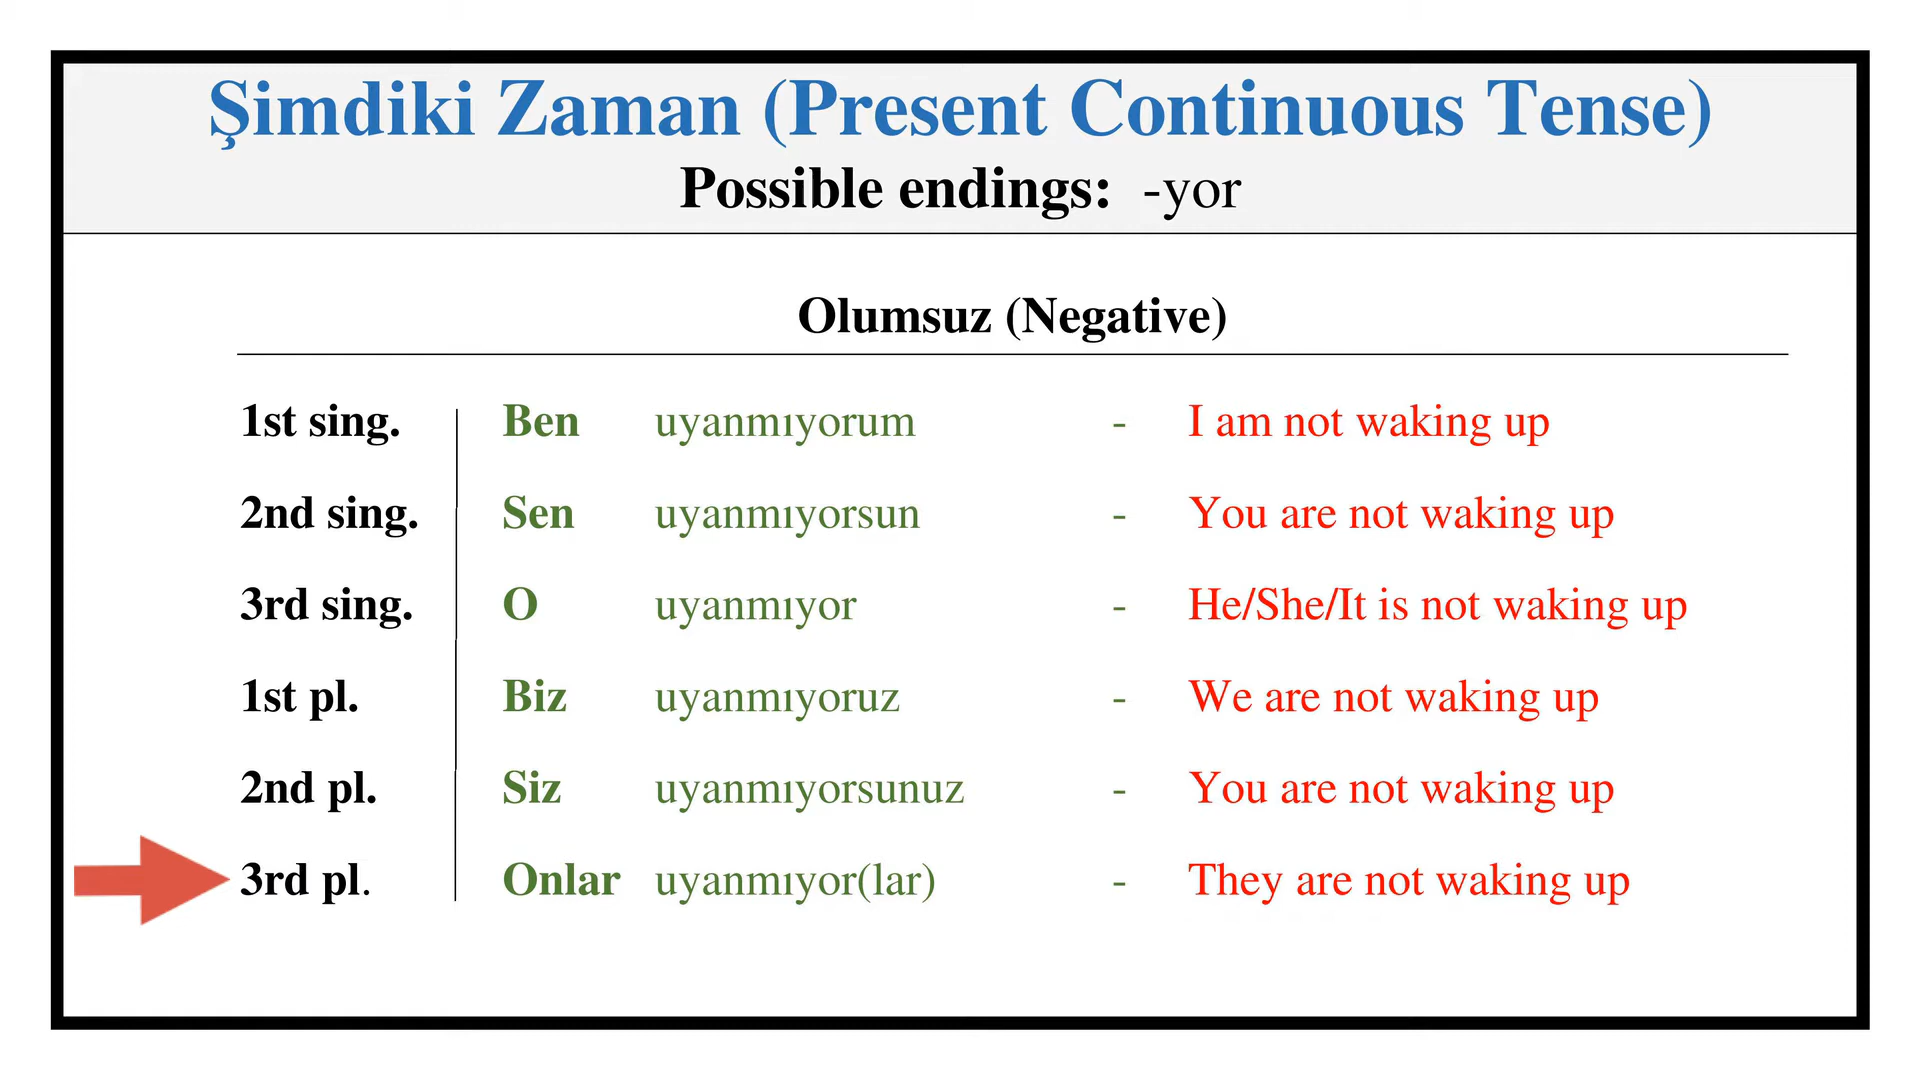 Şimdiki Zaman (Present Continuous Tense)
Possible endings: -yor
Olumsuz (Negative)
1st sing. Ben uyanmıyorum - I am not waking up
2nd sing. Sen uyanmıyorsun - You are not waking up
3rd sing. O uyanmıyor - He/She/It is not waking up
1st pl. Biz uyanmıyoruz - We are not waking up
2nd pl. Siz uyanmıyorsunuz - You are not waking up
3rd pl. Onlar uyanmıyor(lar) - They are not waking up